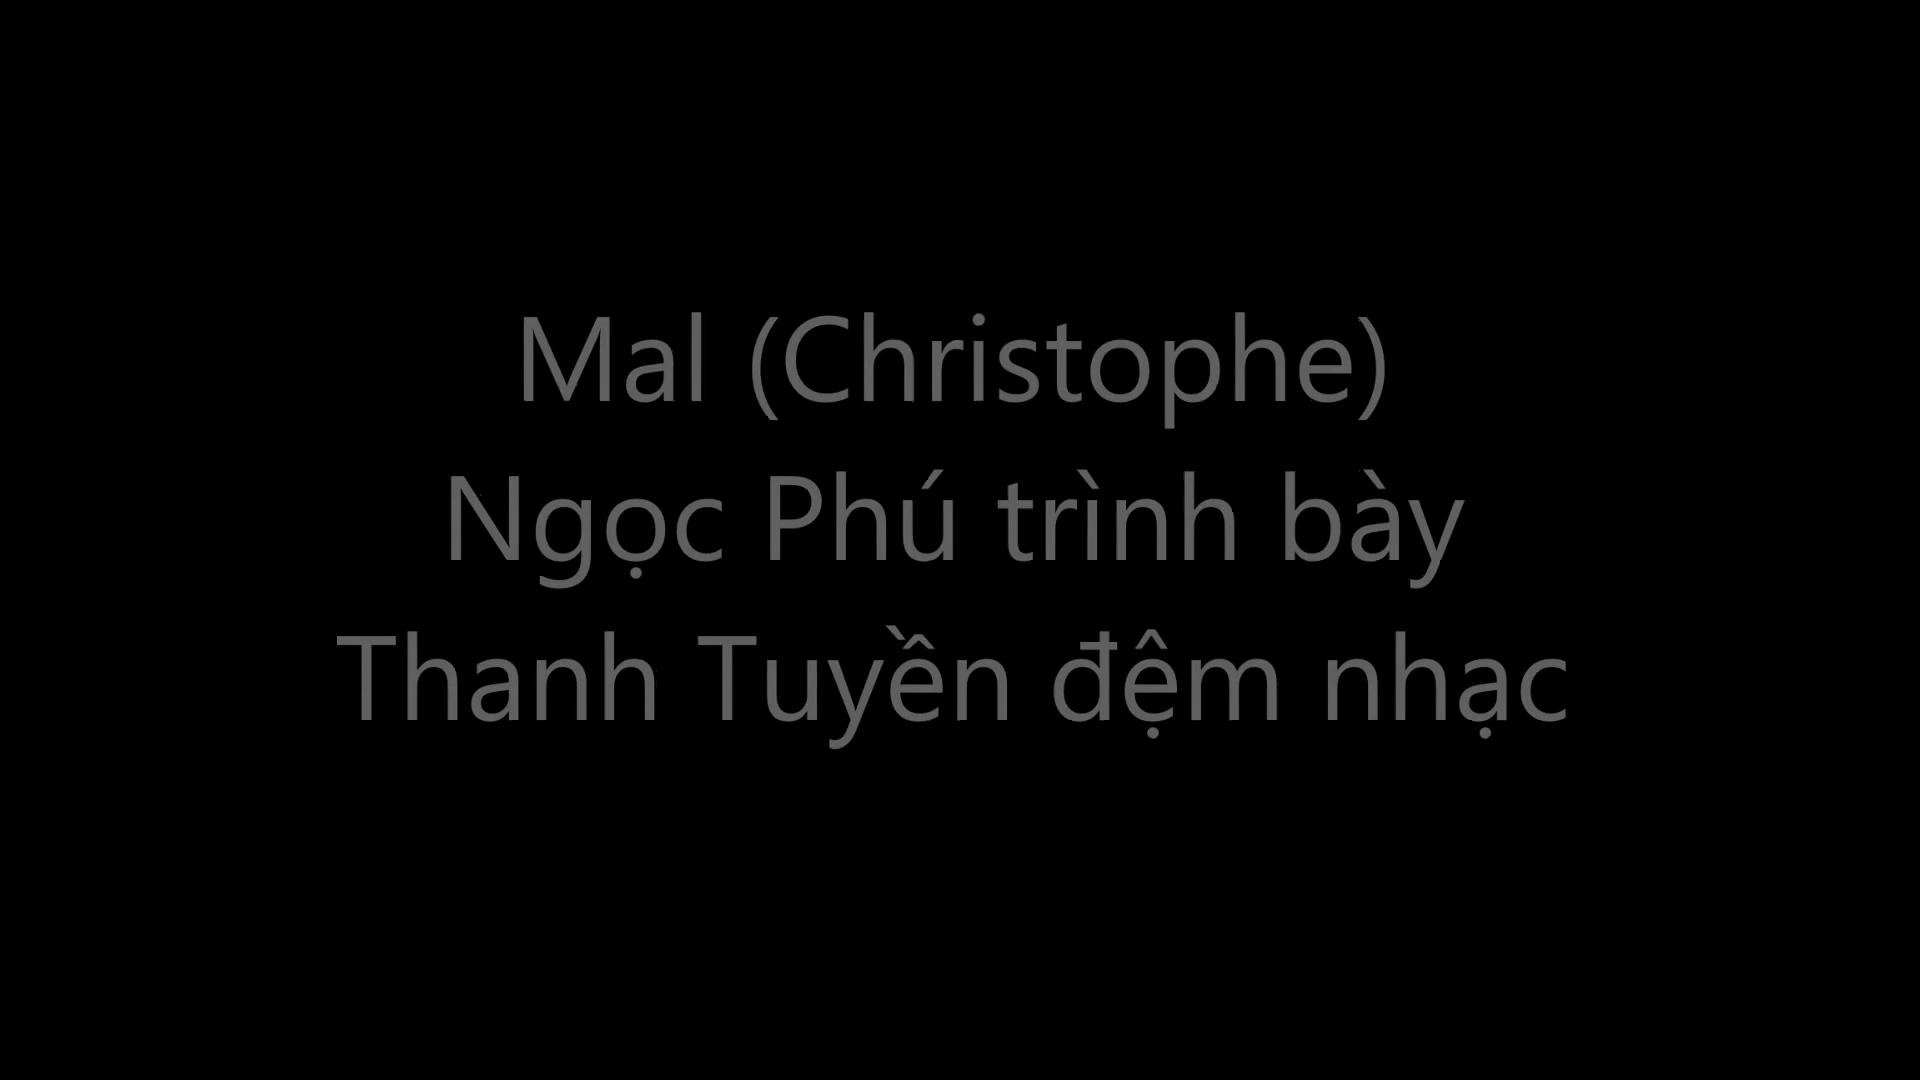 Mal (Christophe)
Ngọc Phú trình bày
Thanh Tuyền đệm nhạc